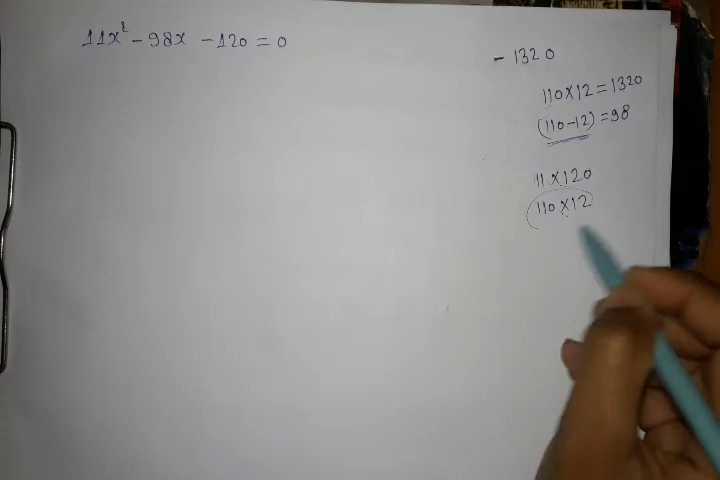 11x² - 98x - 120 = 0
- 1320
110 × 12 = 1320
(110 - 12) = 98
11 × 120
110 × 12